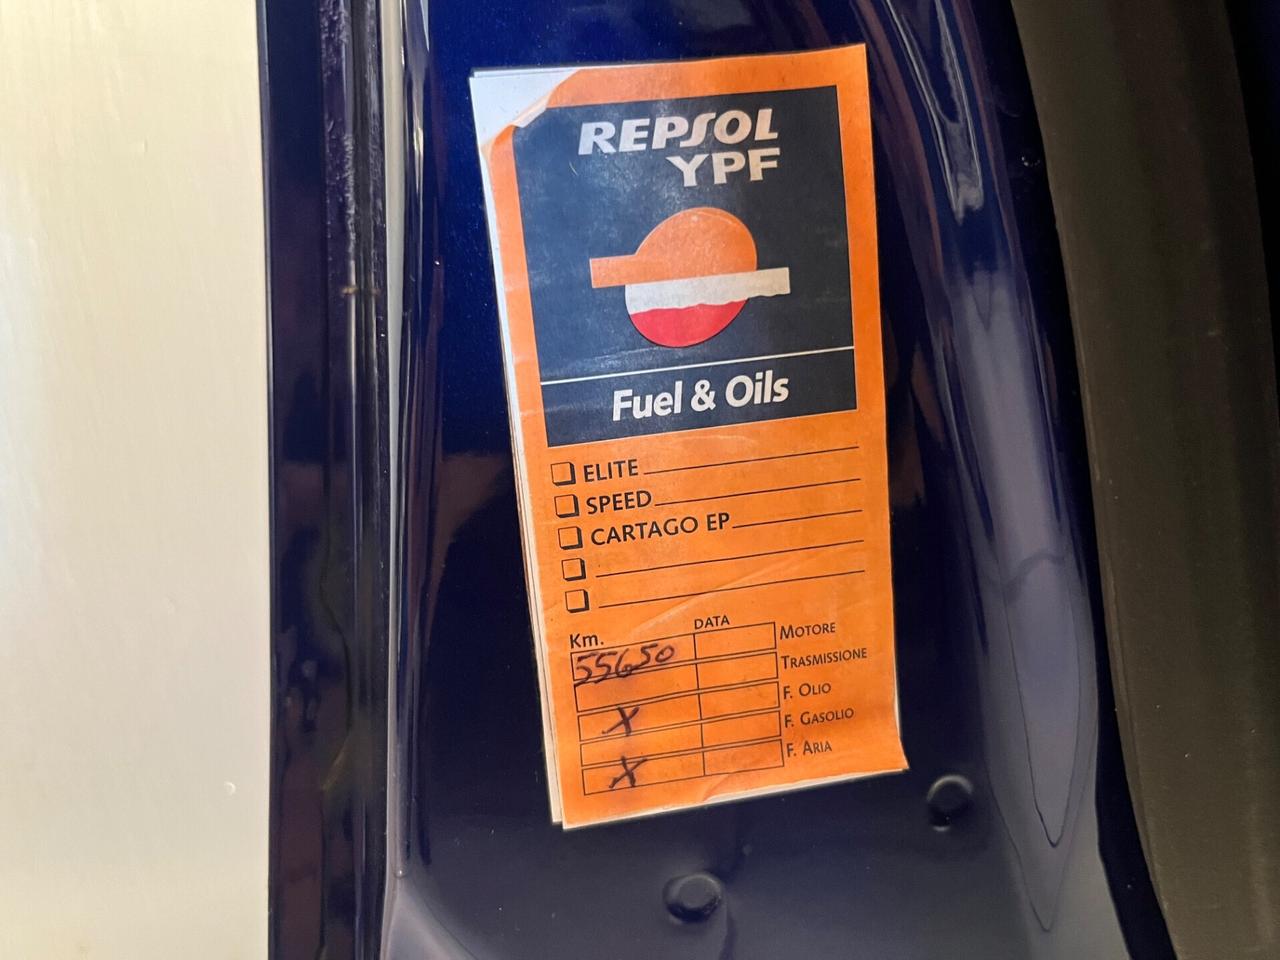 REPSOL
YPF
Fuel & Oils
ELITE
SPEED
CARTAGO EP
Km. DATA
55650 MOTORE
TRASMISSIONE
X F. OLIO
F. GASOLIO
X F. ARIA